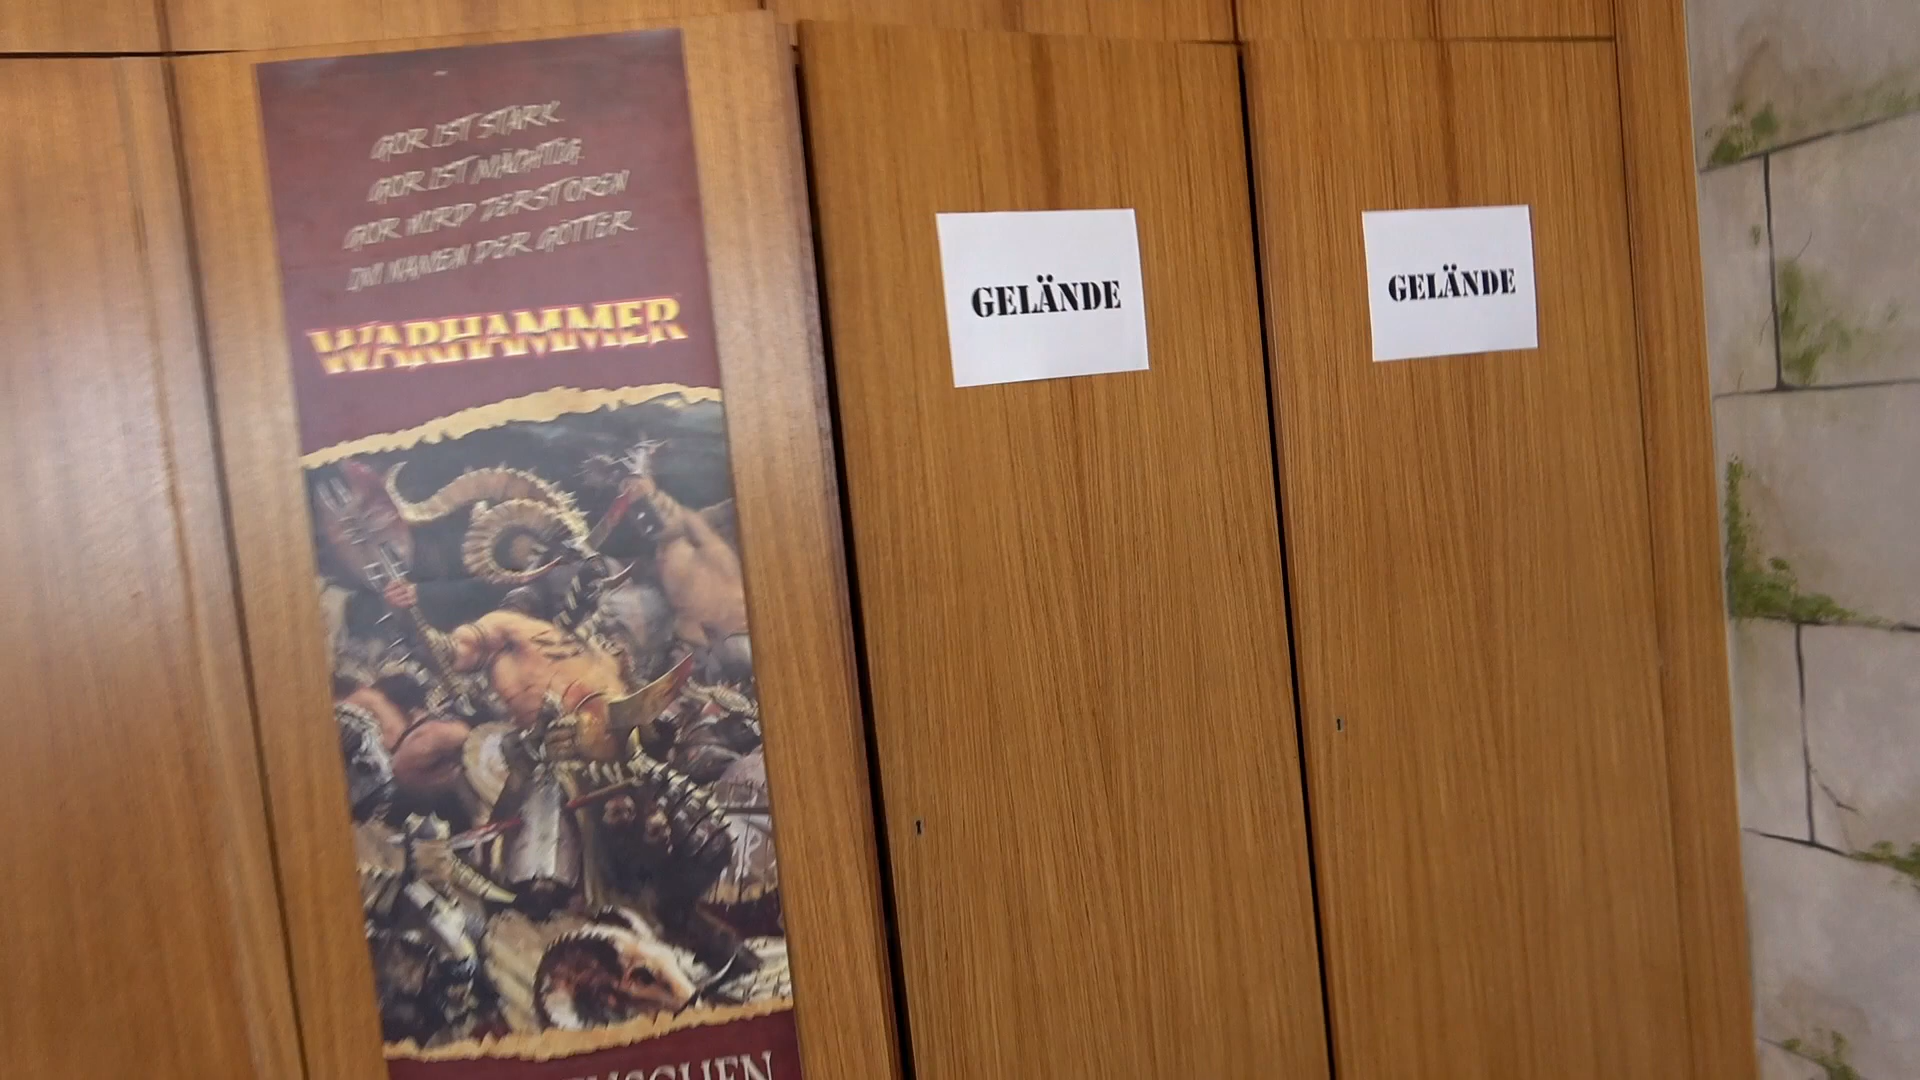 GOR IST STARK.
GOR IST MÄCHTIG.
GOR WIRD ZERSTÖREN
IM NAMEN DER GÖTTER.
WARHAMMER
GELÄNDE
GELÄNDE